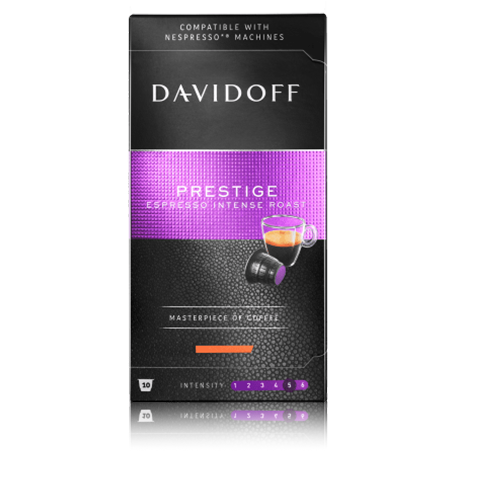 COMPATIBLE WITH
NESPRESSO*® MACHINES
DAVIDOFF
PRESTIGE
ESPRESSO INTENSE ROAST
MASTERPIECE OF COFFEE
10
INTENSITY 1 2 3 4 5 6